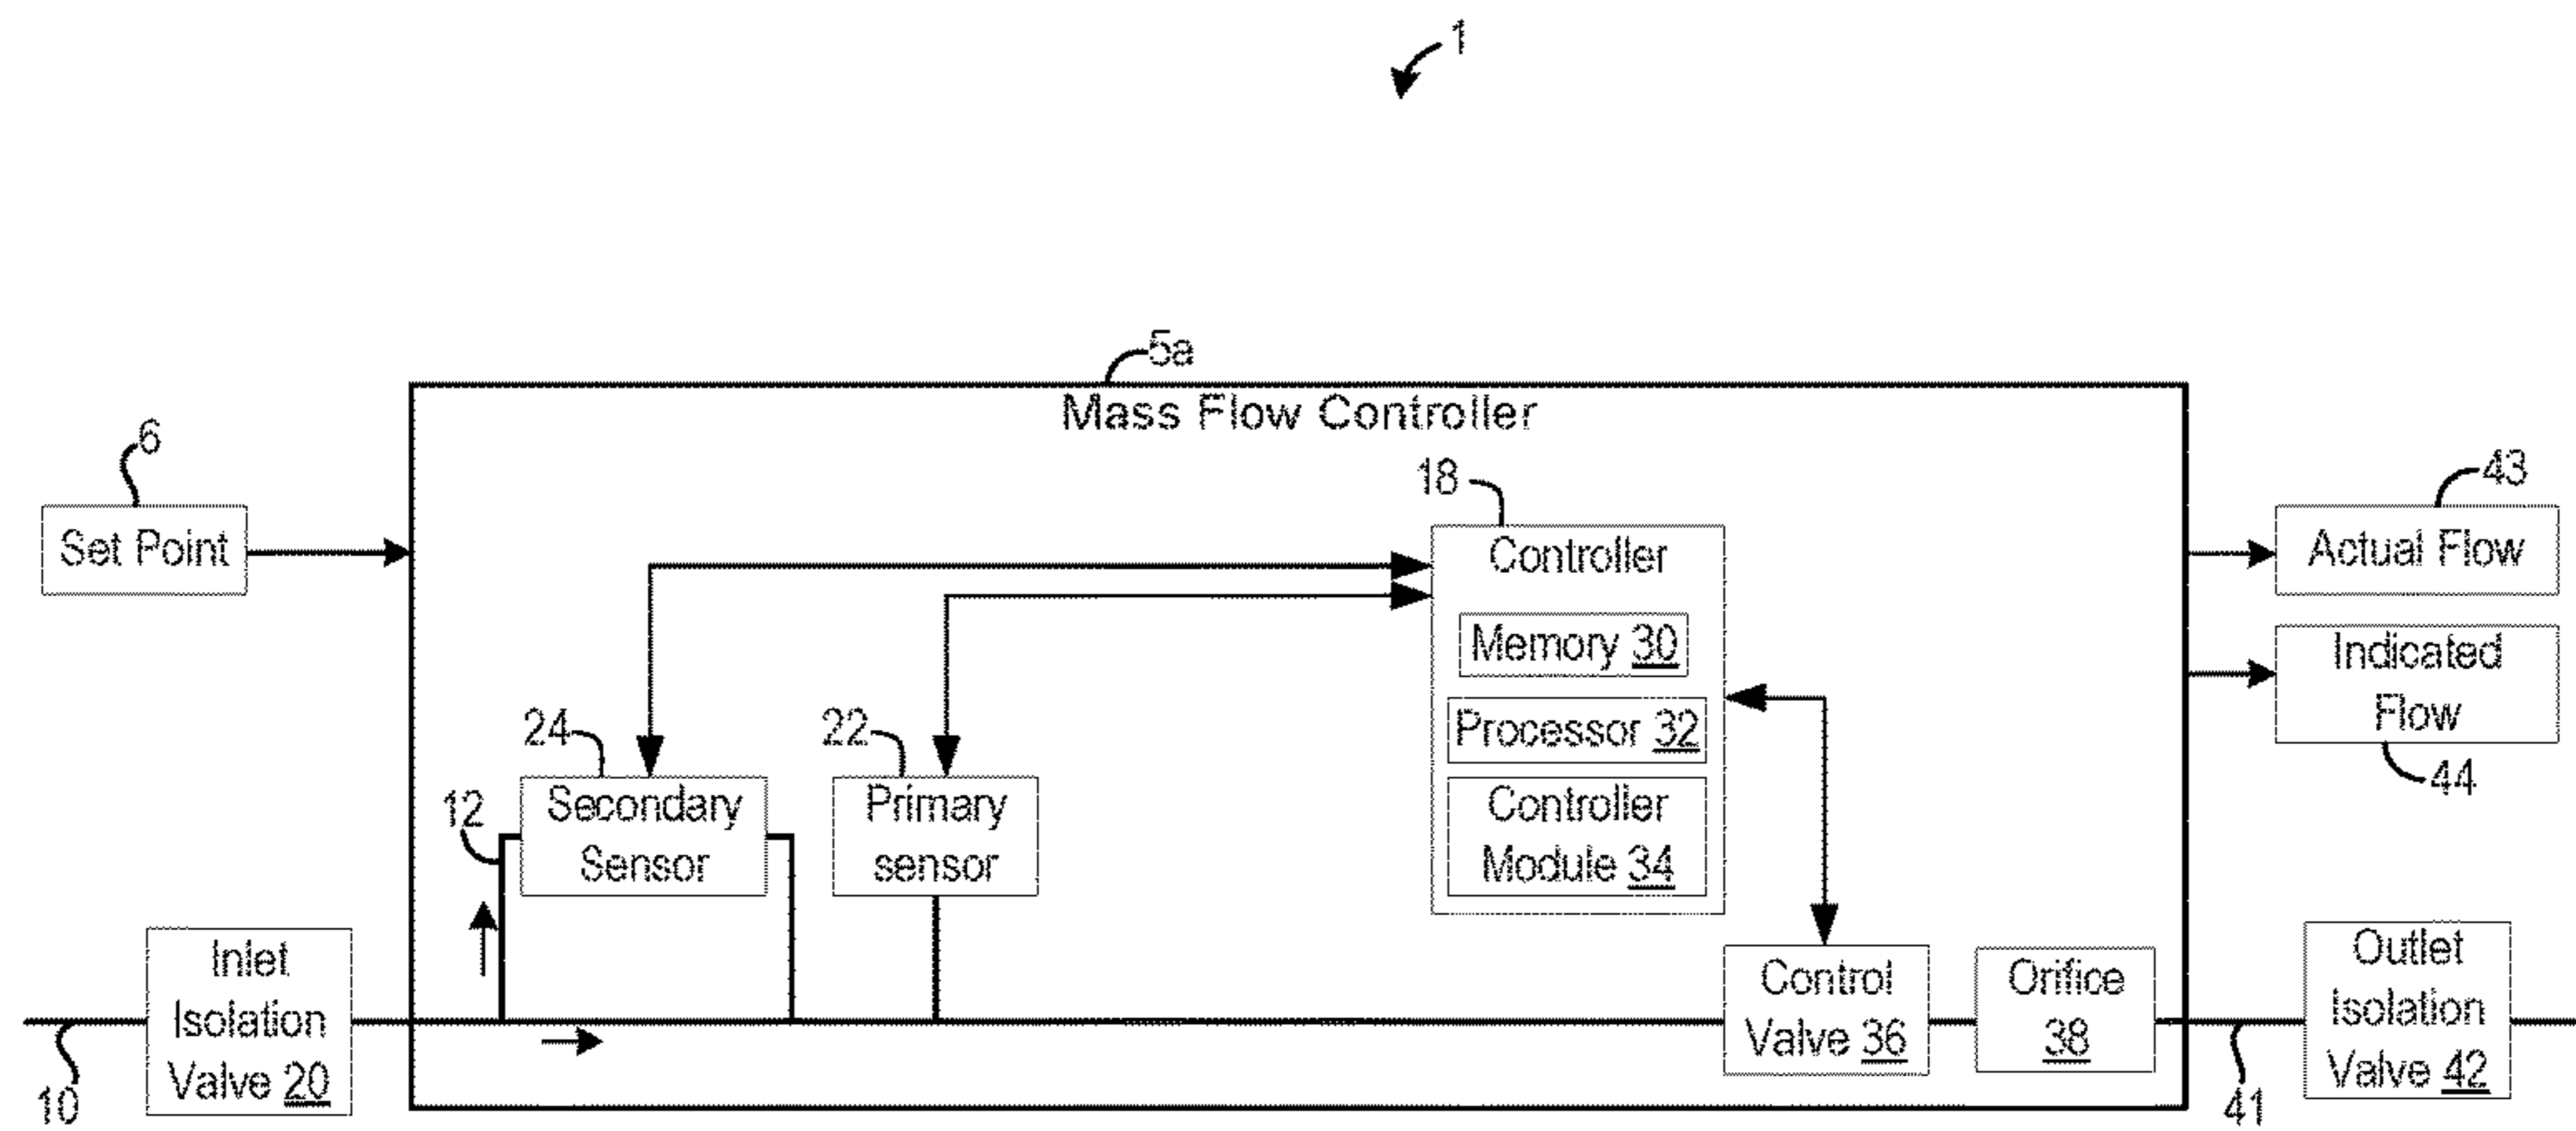 1
5a
Mass Flow Controller
6
Set Point
18
Controller
Memory 30
Processor 32
Controller
Module 34
43
Actual Flow
Indicated
Flow
44
24
Secondary
Sensor
22
Primary
sensor
12
Inlet
Isolation
Valve 20
10
Control
Valve 36
Orifice
38
41
Outlet
Isolation
Valve 42